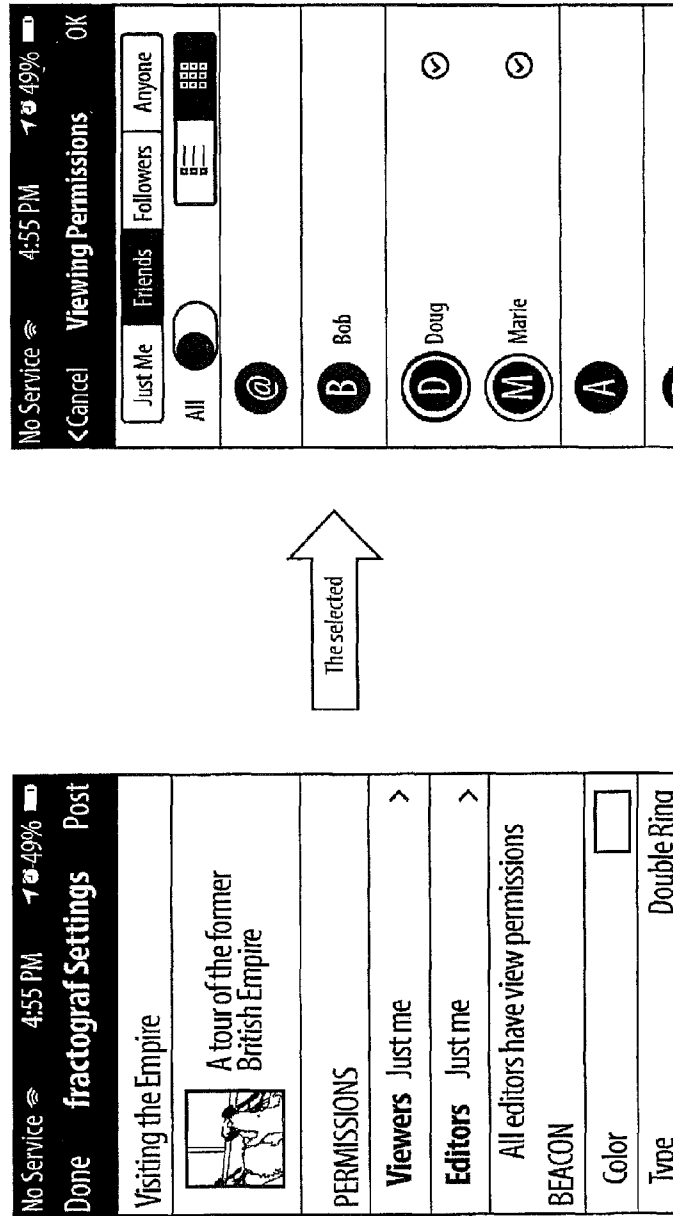 No Service 4:55 PM 49%
Done fractograf Settings Post
Visiting the Empire
A tour of the former
British Empire
PERMISSIONS
Viewers Just me >
Editors Just me >
All editors have view permissions
BEACON
Color
Type Double Ring
The selected
No Service 4:55 PM 49%
<Cancel Viewing Permissions OK
Just Me Friends Followers Anyone
All
@
B Bob
D Doug
M Marie
A